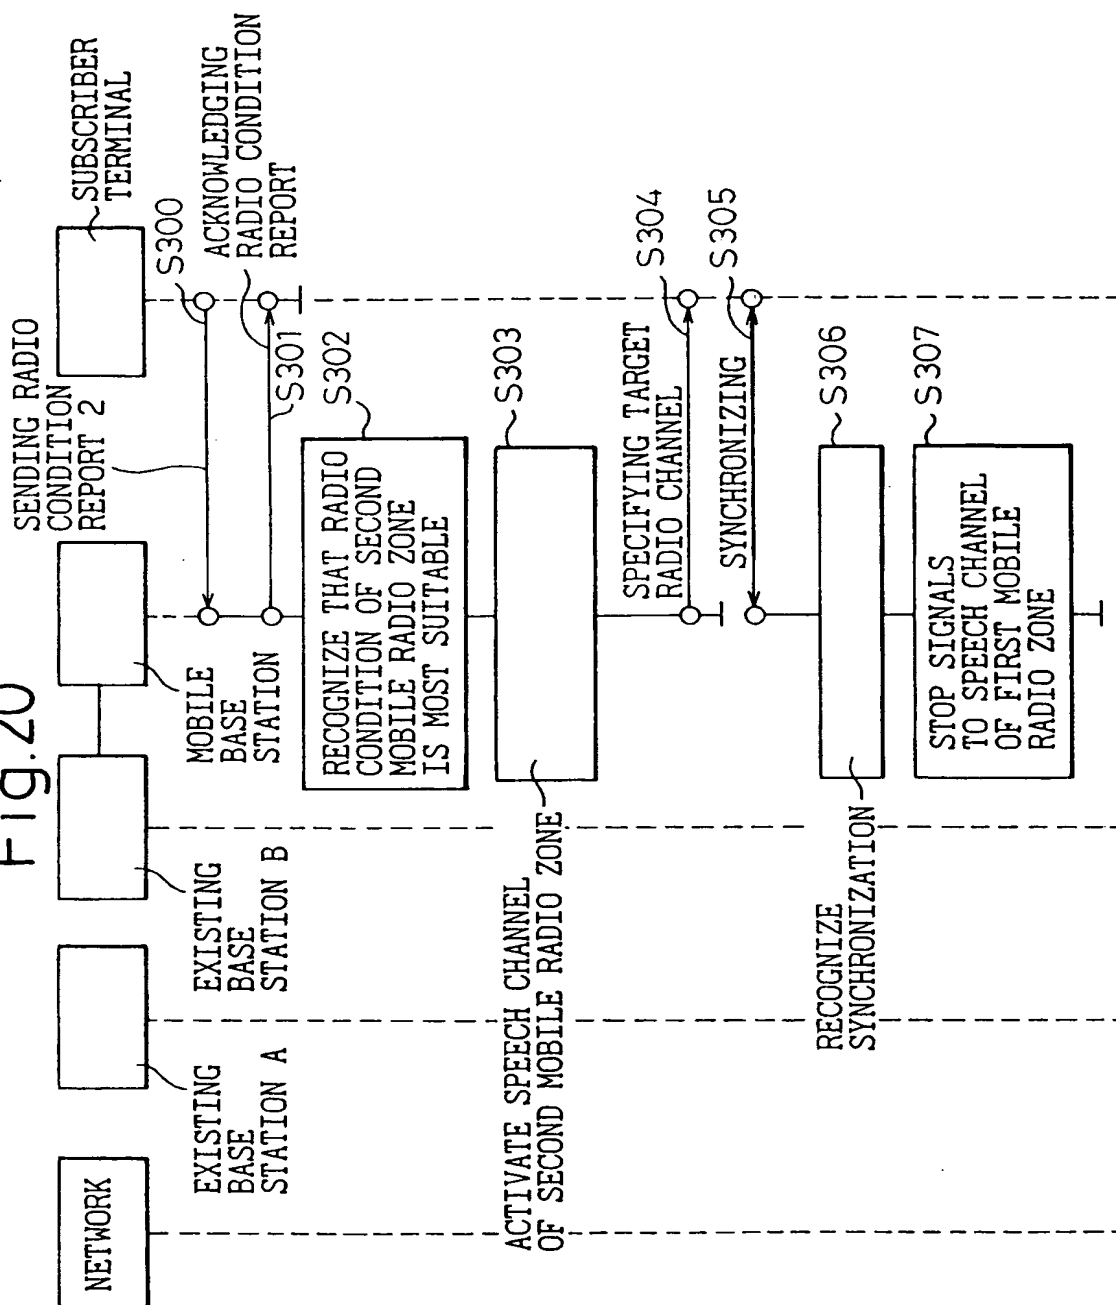 Fig.20
NETWORK
EXISTING
BASE
STATION A
EXISTING
BASE
STATION B
MOBILE
BASE
STATION
SUBSCRIBER
TERMINAL
SENDING RADIO
CONDITION
REPORT 2
S300
ACKNOWLEDGING
RADIO CONDITION
REPORT
S301
RECOGNIZE THAT RADIO
CONDITION OF SECOND
MOBILE RADIO ZONE
IS MOST SUITABLE
S302
ACTIVATE SPEECH CHANNEL
OF SECOND MOBILE RADIO ZONE
S303
SPECIFYING TARGET
RADIO CHANNEL
S304
SYNCHRONIZING
S305
RECOGNIZE
SYNCHRONIZATION
S306
STOP SIGNALS
TO SPEECH CHANNEL
OF FIRST MOBILE
RADIO ZONE
S307